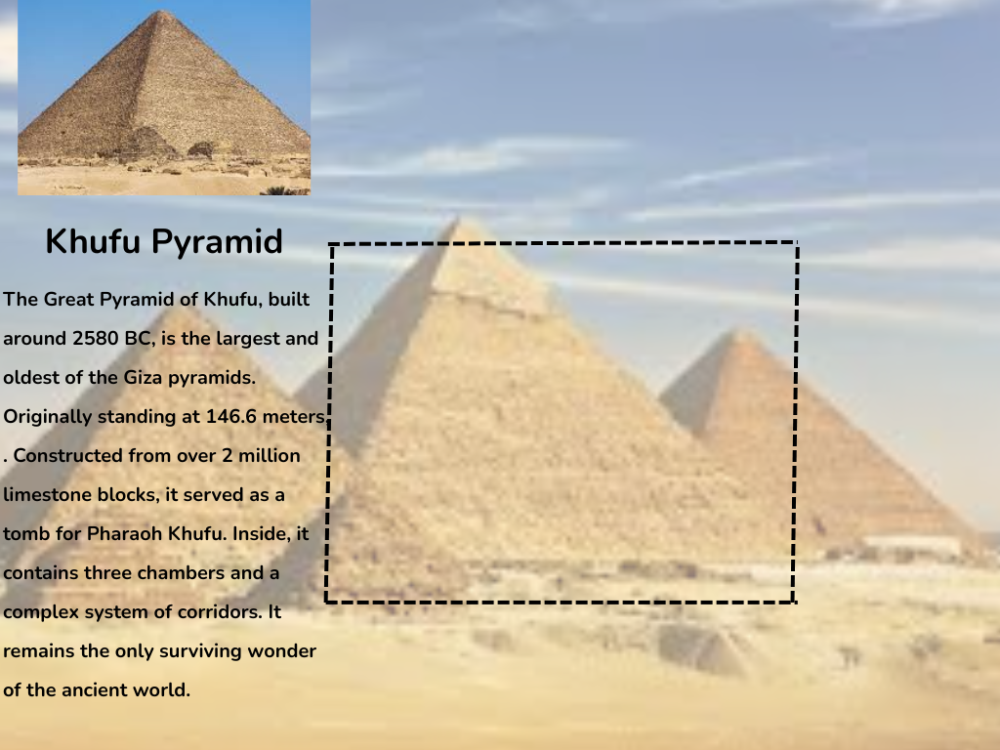 Khufu Pyramid
The Great Pyramid of Khufu, built
around 2580 BC, is the largest and
oldest of the Giza pyramids.
Originally standing at 146.6 meters,
. Constructed from over 2 million
limestone blocks, it served as a
tomb for Pharaoh Khufu. Inside, it
contains three chambers and a
complex system of corridors. It
remains the only surviving wonder
of the ancient world.